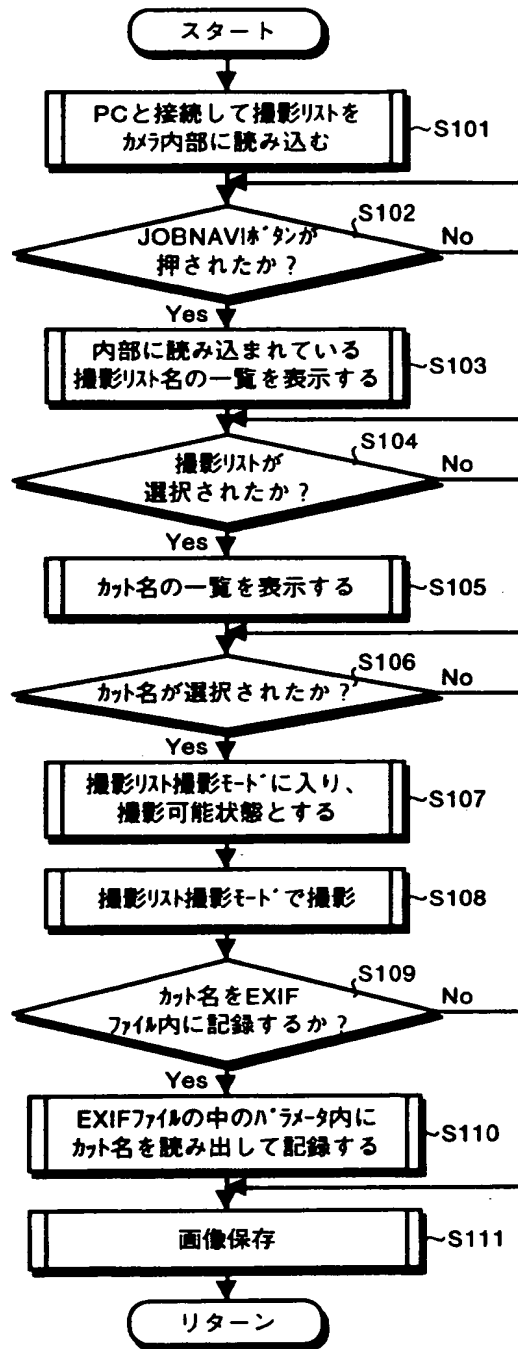 スタート
PCと接続して撮影リストを
カメラ内部に読み込む
S101
S102
JOBNAVIボタンが
押されたか?
No
Yes
内部に読み込まれている
撮影リスト名の一覧を表示する
S103
S104
撮影リストが
選択されたか?
No
Yes
カット名の一覧を表示する
S105
S106
カット名が選択されたか?
No
Yes
撮影リスト撮影モードに入り、
撮影可能状態とする
S107
撮影リスト撮影モードで撮影
S108
S109
カット名をEXIF
ファイル内に記録するか?
No
Yes
EXIFファイルの中のパラメータ内に
カット名を読み出して記録する
S110
画像保存
S111
リターン